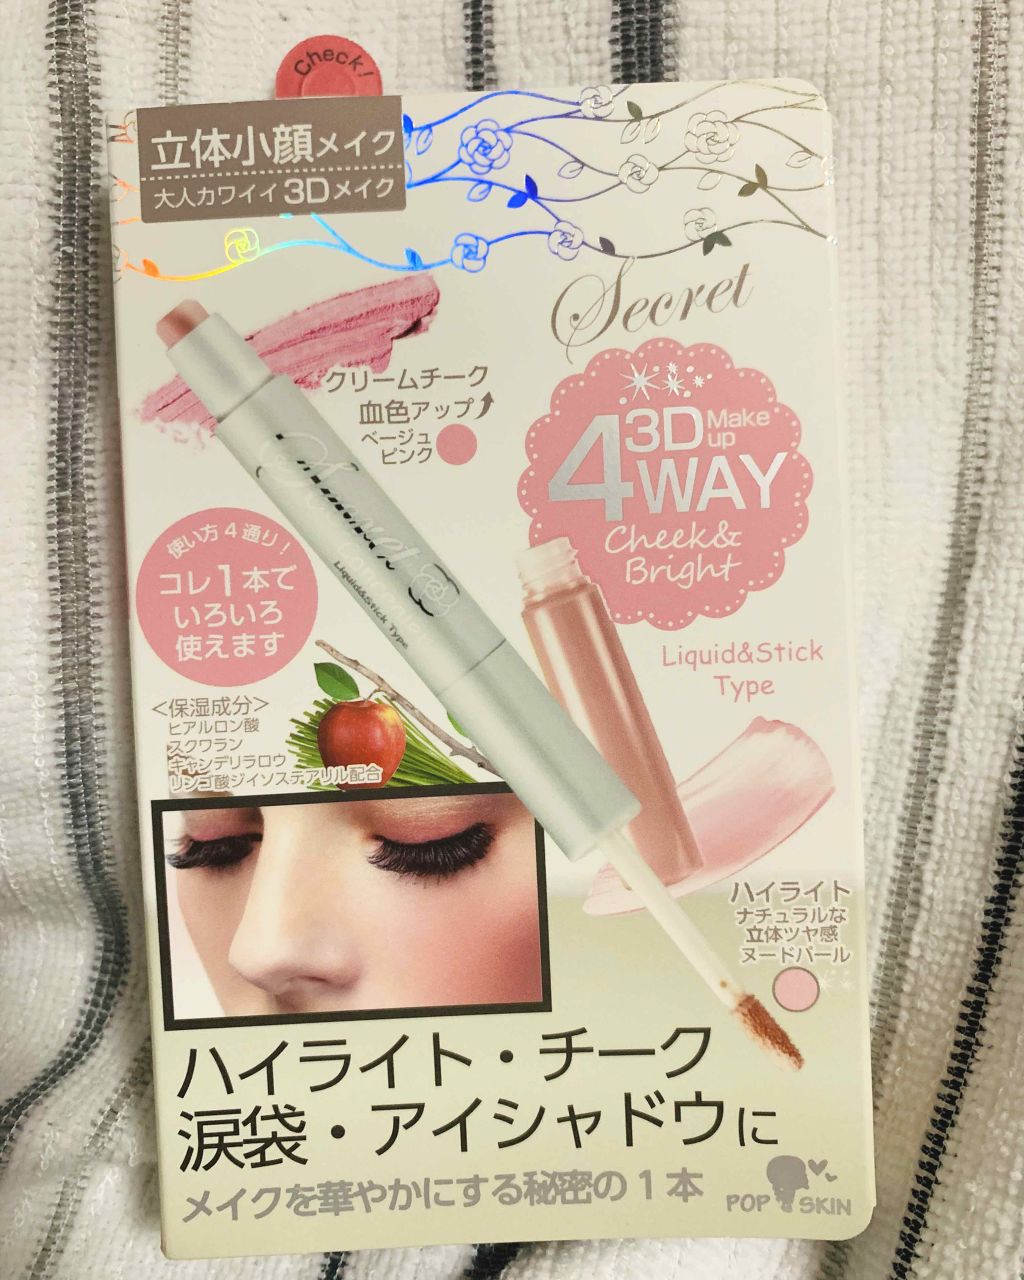 Check!
立体小顔メイク
大人カワイイ 3Dメイク
Secret
クリームチーク
血色アップ
ベージュ
ピンク
3D Make up
4WAY
Cheek&
Bright
使い方4通り!
コレ1本で
いろいろ
使えます
Liquid&Stick Type
Liquid&Stick
Type
<保湿成分>
ヒアルロン酸
スクワラン
キャンデリラロウ
リンゴ酸ジイソステアリル配合
ハイライト
ナチュラルな
立体ツヤ感
ヌードパール
ハイライト・チーク
涙袋・アイシャドウに
メイクを華やかにする秘密の1本
POP SKIN